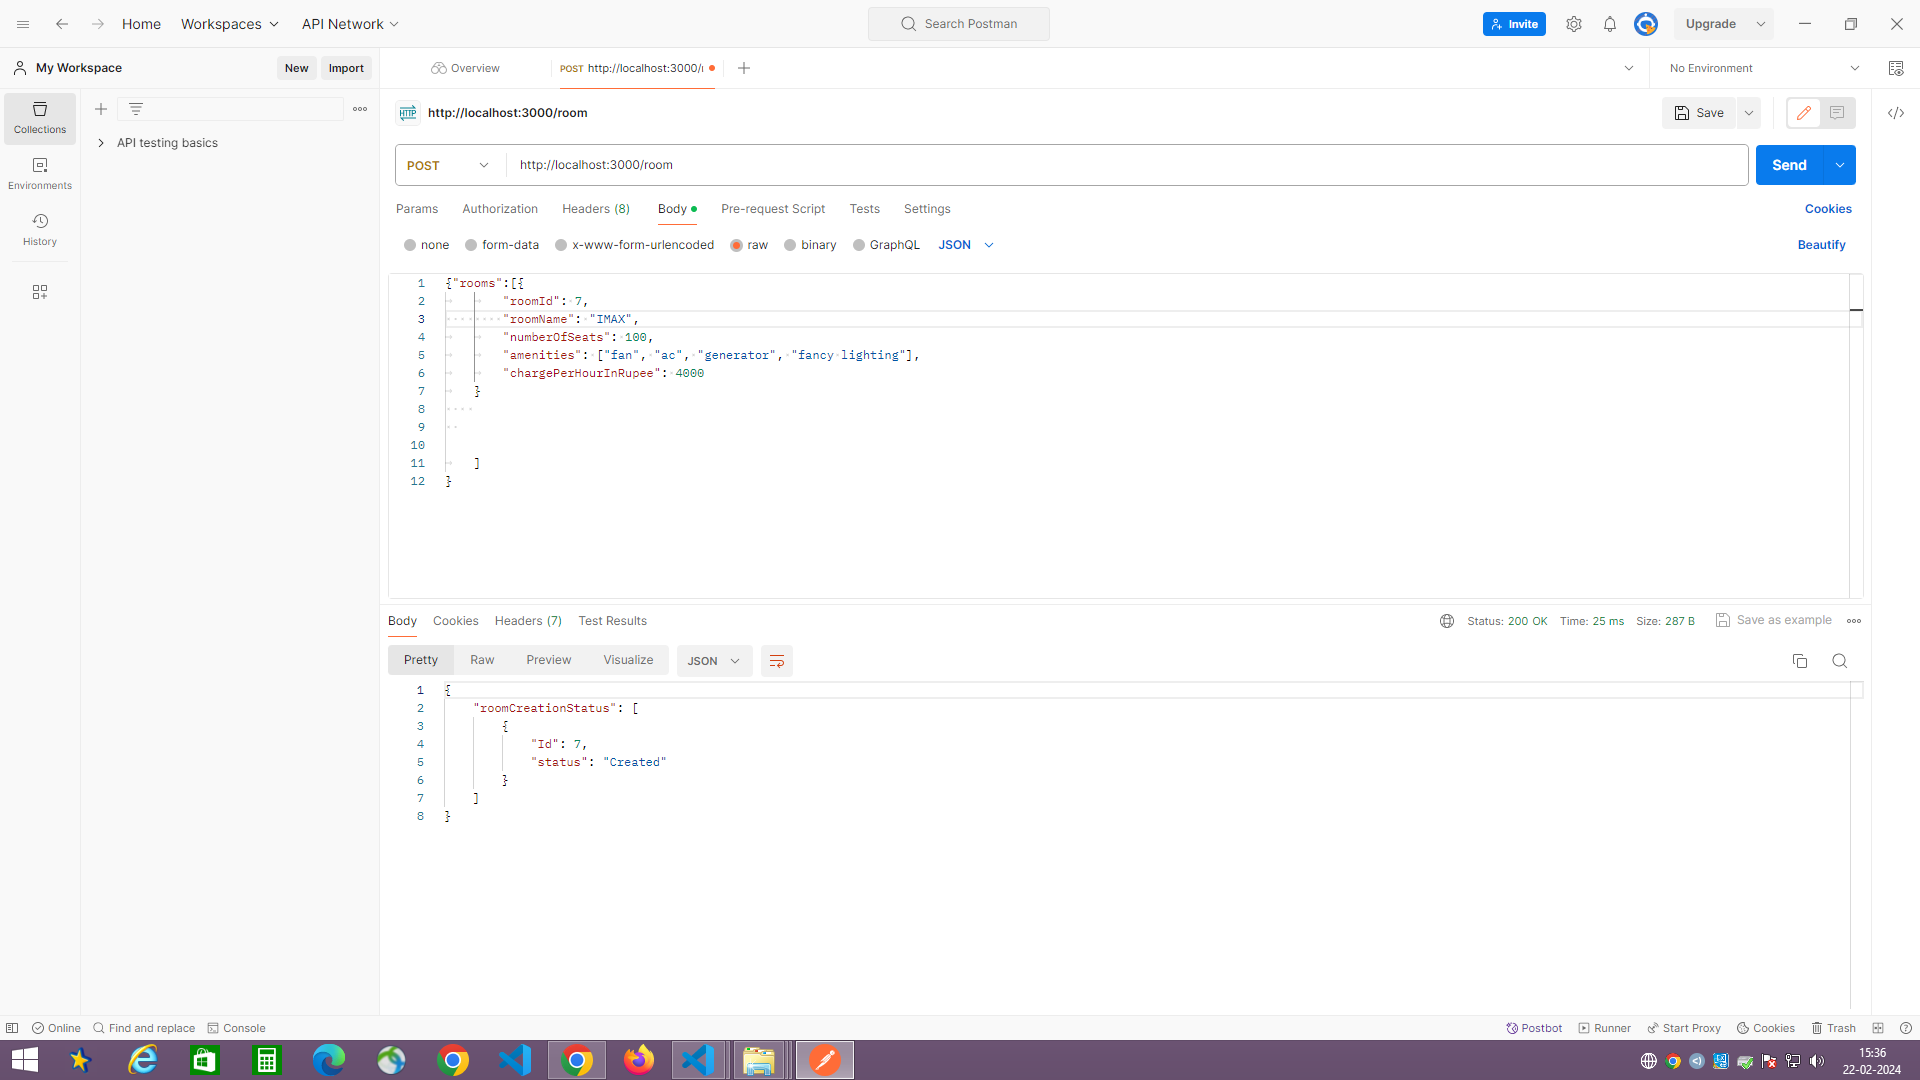 Home Workspaces API Network Search Postman Invite Upgrade
My Workspace New Import Overview POST http://localhost:3000/r No Environment
HTTP http://localhost:3000/room Save
Collections API testing basics
POST http://localhost:3000/room Send
Environments
Params Authorization Headers (8) Body Pre-request Script Tests Settings Cookies
History
none form-data x-www-form-urlencoded raw binary GraphQL JSON Beautify
1 {"rooms":[{
2 "roomId": 7,
3 "roomName": "IMAX",
4 "numberOfSeats": 100,
5 "amenities": ["fan", "ac", "generator", "fancy lighting"],
6 "chargePerHourInRupee": 4000
7 }
8
9
10
11 ]
12 }
Body Cookies Headers (7) Test Results Status: 200 OK Time: 25 ms Size: 287 B Save as example
Pretty Raw Preview Visualize JSON
1 {
2 "roomCreationStatus": [
3 {
4 "Id": 7,
5 "status": "Created"
6 }
7 ]
8 }
Online Find and replace Console Postbot Runner Start Proxy Cookies Trash
15:36
22-02-2024